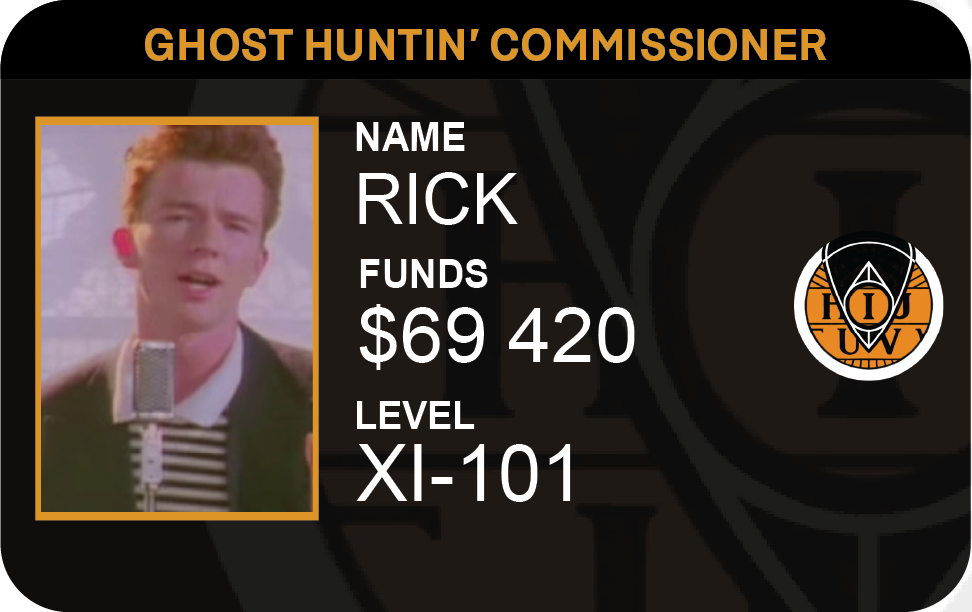 GHOST HUNTIN' COMMISSIONER
NAME
RICK
FUNDS
$69 420
LEVEL
XI-101
H I J
T U V